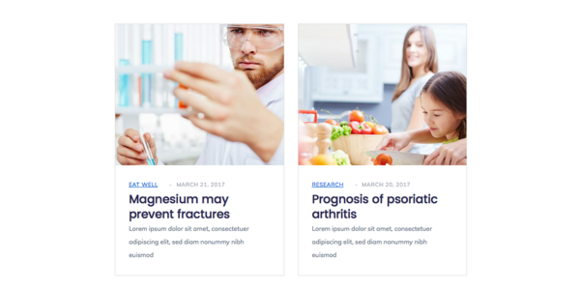 EAT WELL - MARCH 21, 2017
Magnesium may
prevent fractures
Lorem ipsum dolor sit amet, consectetuer
adipiscing elit, sed diam nonummy nibh
euismod
RESEARCH - MARCH 20, 2017
Prognosis of psoriatic
arthritis
Lorem ipsum dolor sit amet, consectetuer
adipiscing elit, sed diam nonummy nibh
euismod